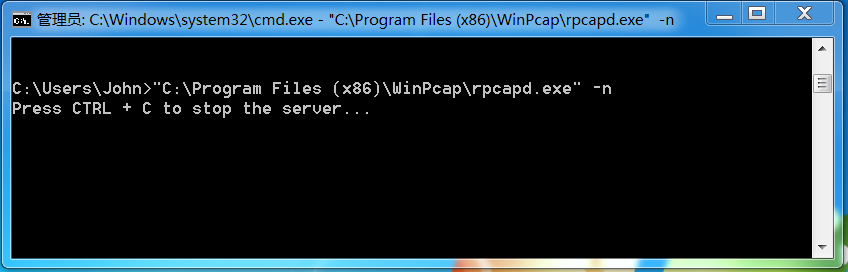 管理员: C:\Windows\system32\cmd.exe - "C:\Program Files (x86)\WinPcap\rpcapd.exe" -n
C:\Users\John>"C:\Program Files (x86)\WinPcap\rpcapd.exe" -n
Press CTRL + C to stop the server...